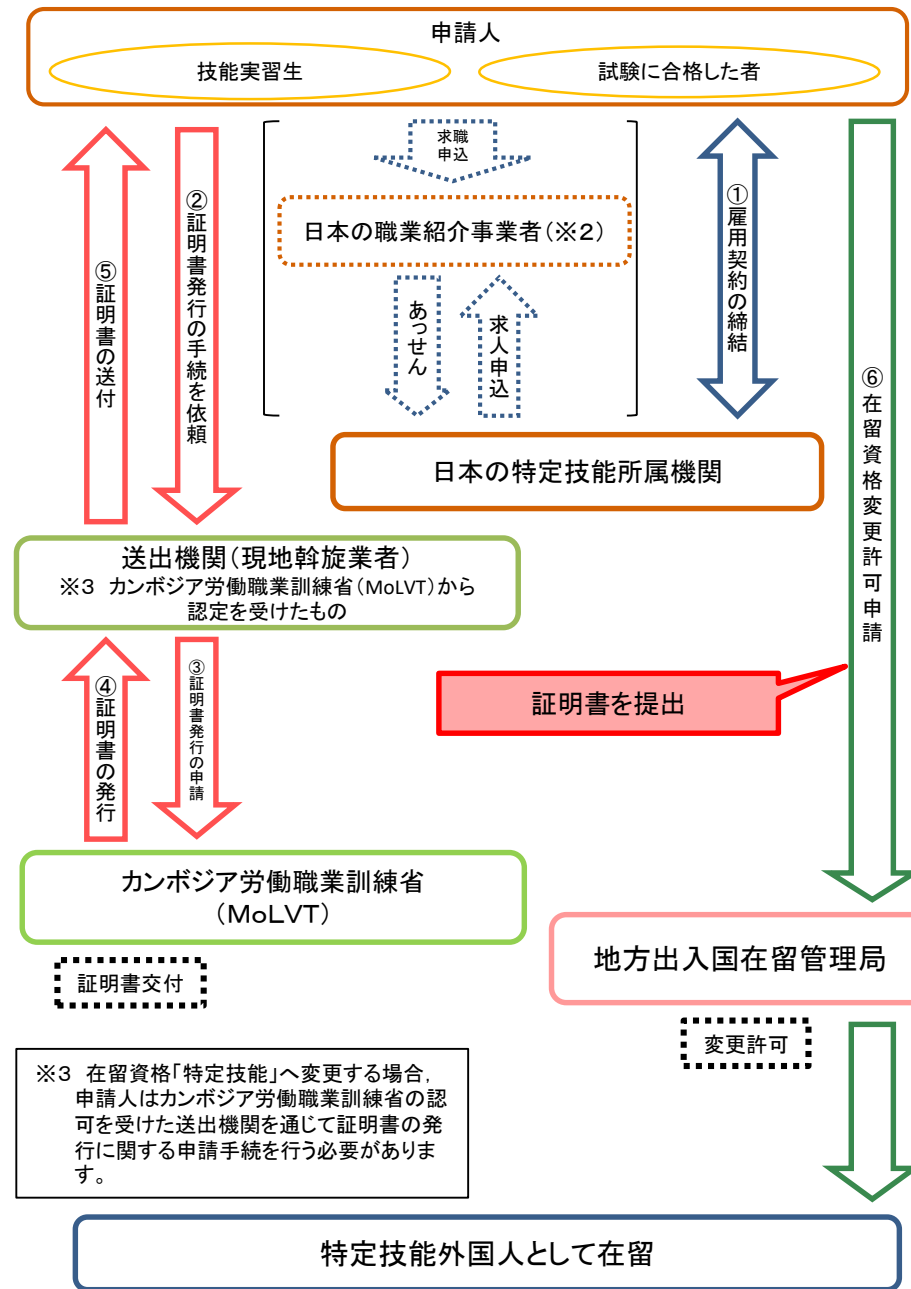 申請人
技能実習生
試験に合格した者
求職
申込
日本の職業紹介事業者(※2)
あっせん
求人申込
①雇用契約の締結
②証明書発行の手続を依頼
⑤証明書の送付
⑥在留資格変更許可申請
日本の特定技能所属機関
送出機関(現地斡旋業者)
※3 カンボジア労働職業訓練省(MoLVT)から
認定を受けたもの
③証明書発行の申請
④証明書の発行
証明書を提出
カンボジア労働職業訓練省
(MoLVT)
証明書交付
地方出入国在留管理局
変更許可
※3 在留資格「特定技能」へ変更する場合,
申請人はカンボジア労働職業訓練省の認
可を受けた送出機関を通じて証明書の発
行に関する申請手続を行う必要がありま
す。
特定技能外国人として在留